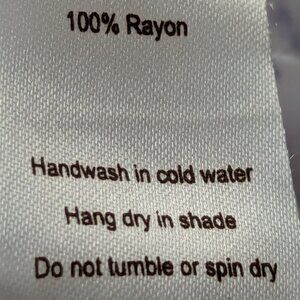 100% Rayon
Handwash in cold water
Hang dry in shade
Do not tumble or spin dry